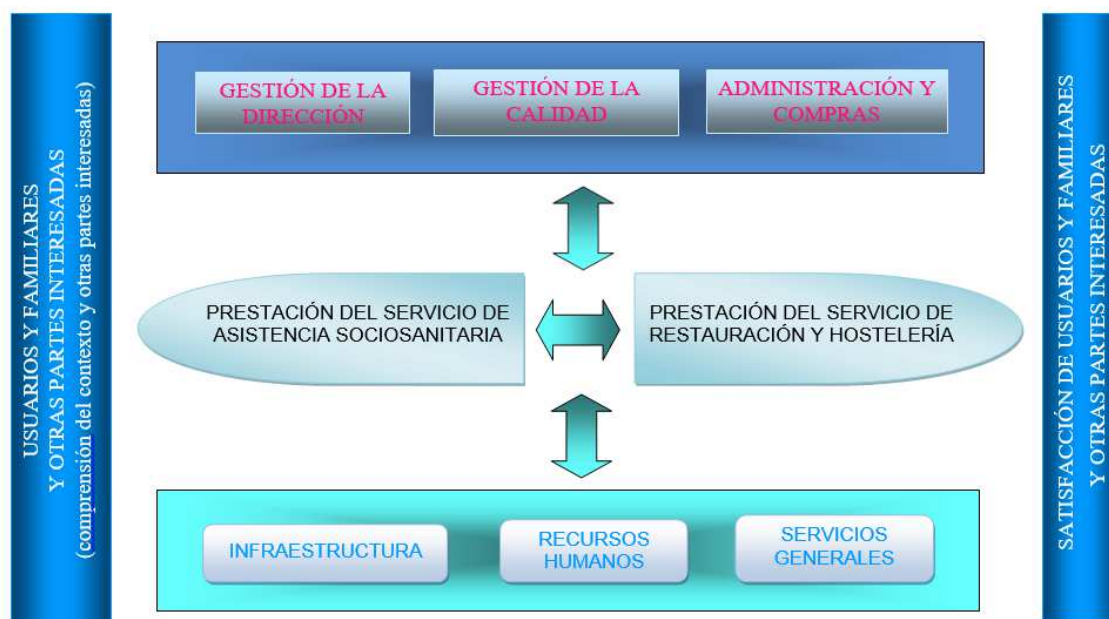 USUARIOS Y FAMILIARES
Y OTRAS PARTES INTERESADAS
(comprensión del contexto y otras partes interesadas)
GESTIÓN DE LA
DIRECCIÓN
GESTIÓN DE LA
CALIDAD
ADMINISTRACIÓN Y
COMPRAS
PRESTACIÓN DEL SERVICIO DE
ASISTENCIA SOCIOSANITARIA
PRESTACIÓN DEL SERVICIO DE
RESTAURACIÓN Y HOSTELERÍA
INFRAESTRUCTURA
RECURSOS
HUMANOS
SERVICIOS
GENERALES
SATISFACCIÓN DE USUARIOS Y FAMILIARES
Y OTRAS PARTES INTERESADAS